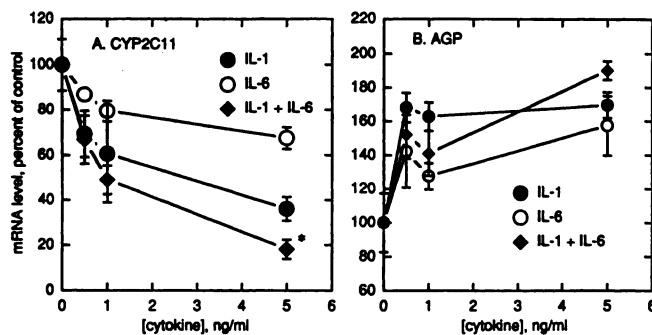 A. CYP2C11
IL-1
IL-6
IL-1 + IL-6
*
mRNA level, percent of control
120
100
80
60
40
20
0
0 1 2 3 4 5 6
[cytokine], ng/ml
B. AGP
IL-1
IL-6
IL-1 + IL-6
200
180
160
140
120
100
80
60
0 1 2 3 4 5 6
[cytokine], ng/ml